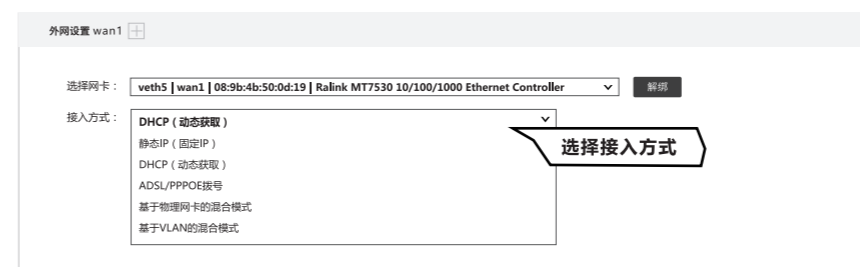 外网设置 wan1
选择网卡： veth5 | wan1 | 08:9b:4b:50:0d:19 | Ralink MT7530 10/100/1000 Ethernet Controller 解绑
接入方式： DHCP（动态获取）
静态IP（固定IP）
选择接入方式
DHCP（动态获取）
ADSL/PPPOE拨号
基于物理网卡的混合模式
基于VLAN的混合模式